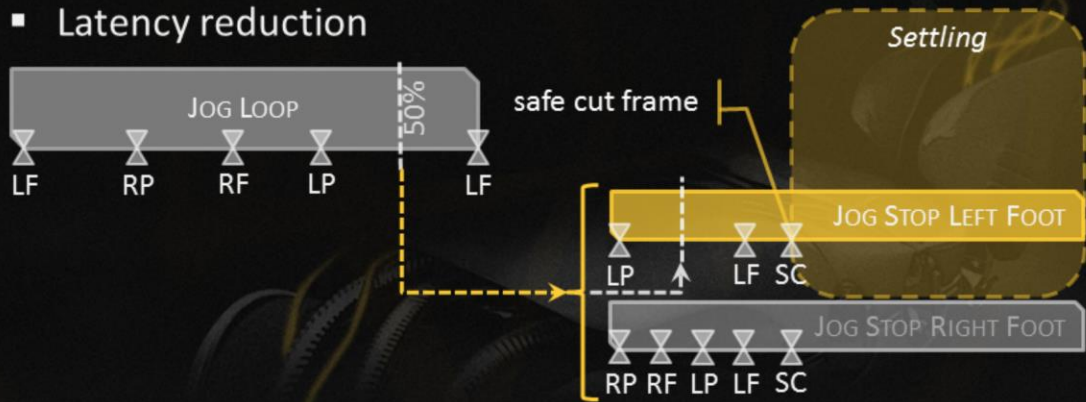 ▪ Latency reduction
Settling
JOG LOOP
50%
safe cut frame
LF RP RF LP LF
JOG STOP LEFT FOOT
LP LF SC
JOG STOP RIGHT FOOT
RP RF LP LF SC